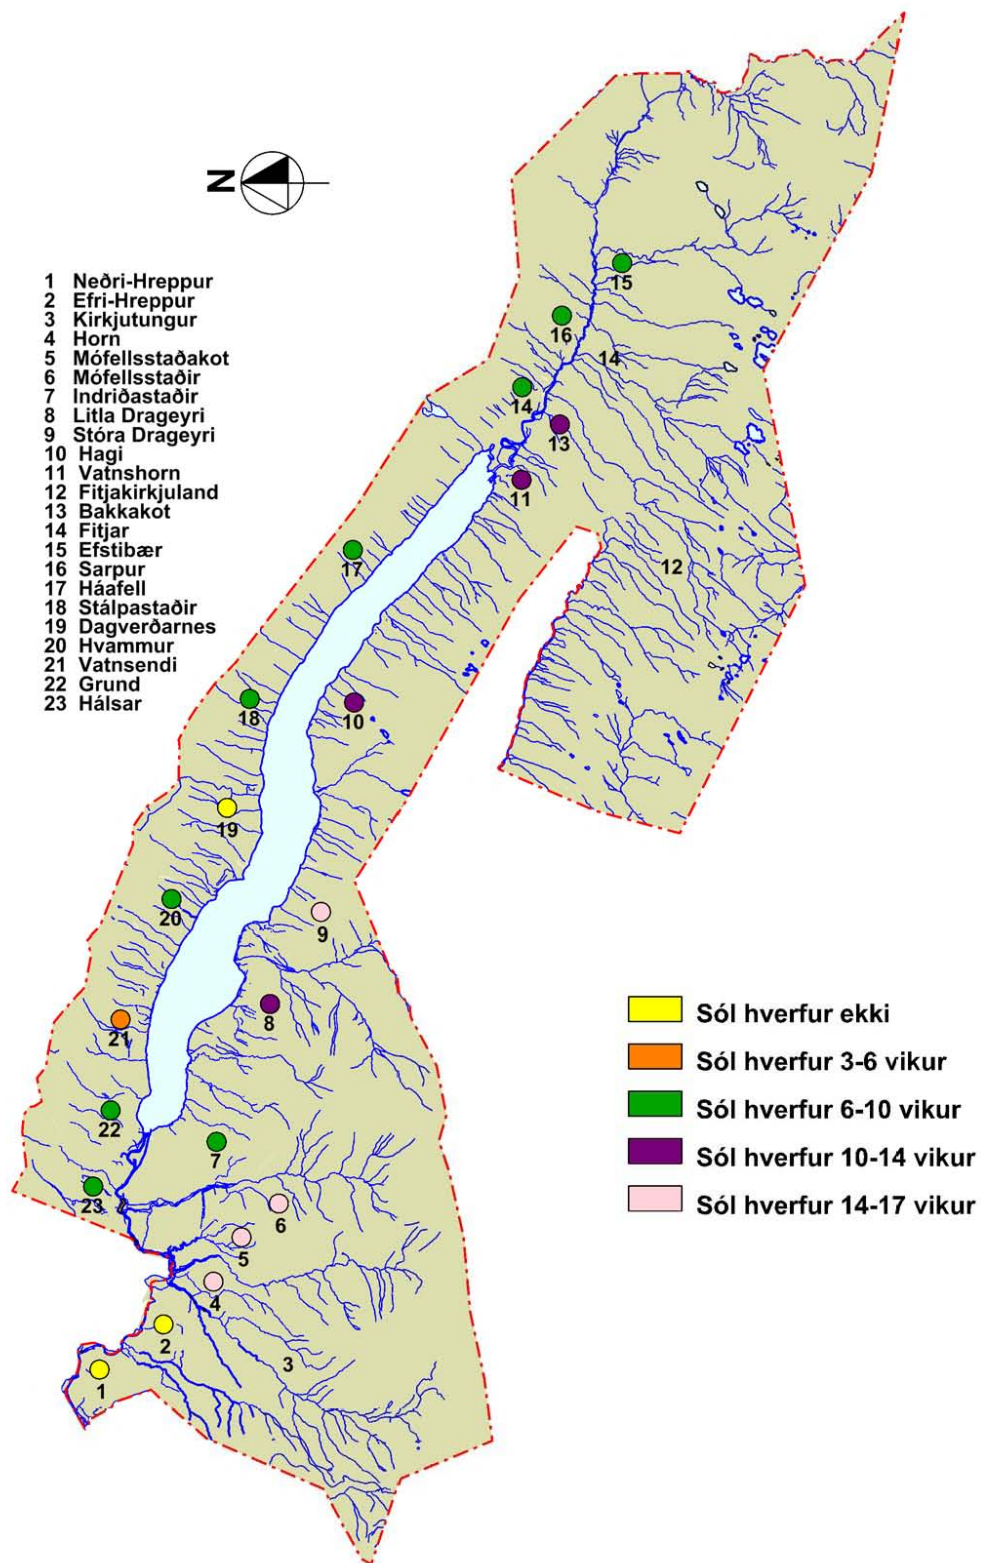 N
1 Neðri-Hreppur
2 Efri-Hreppur
3 Kirkjutungur
4 Horn
5 Mófellsstaðakot
6 Mófellsstaðir
7 Indriðastaðir
8 Litla Drageyri
9 Stóra Drageyri
10 Hagi
11 Vatnshorn
12 Fitjakirkjuland
13 Bakkakot
14 Fitjar
15 Efstibær
16 Sarpur
17 Háafell
18 Stálpastaðir
19 Dagverðarnes
20 Hvammur
21 Vatnsendi
22 Grund
23 Hálsar
15
16
14
14
13
11
17
12
18
10
19
20
9
8
21
22
7
23
6
5
4
2
3
1
Sól hverfur ekki
Sól hverfur 3-6 vikur
Sól hverfur 6-10 vikur
Sól hverfur 10-14 vikur
Sól hverfur 14-17 vikur